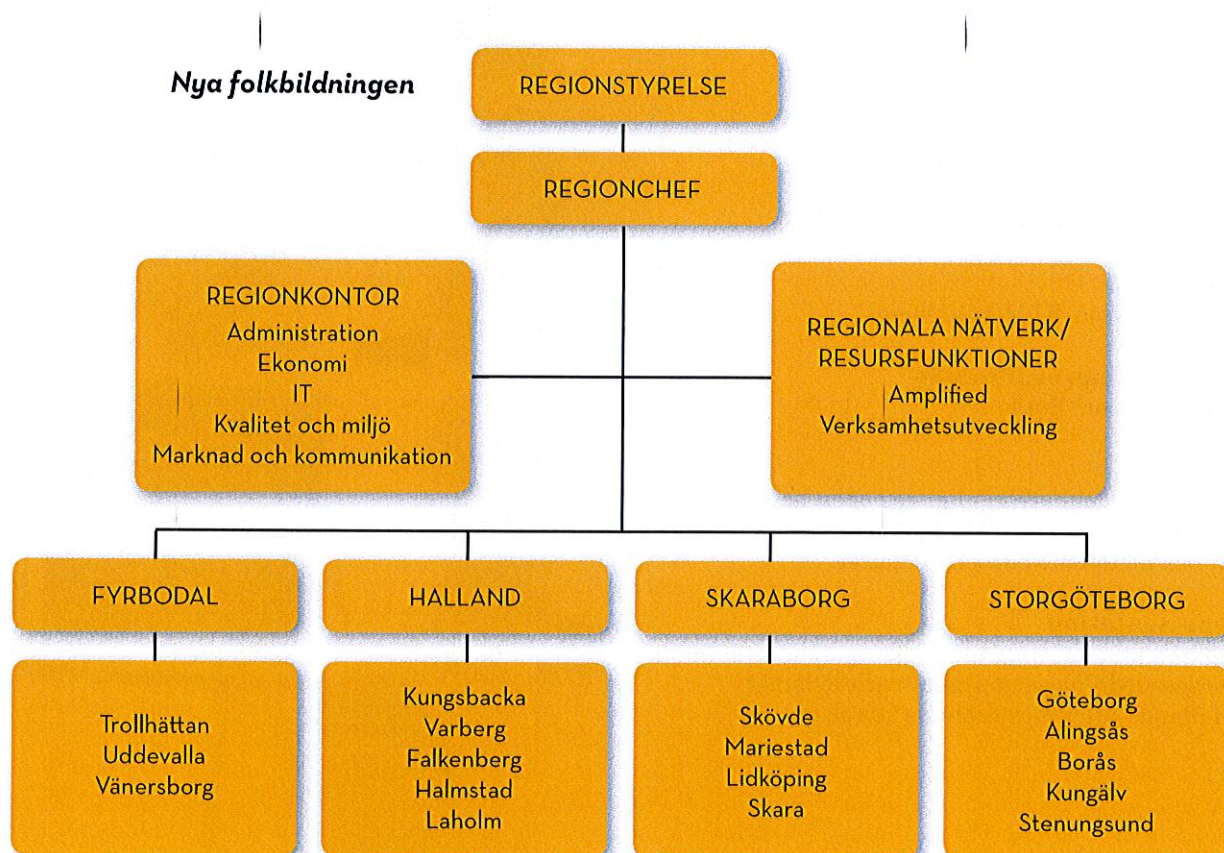 Nya folkbildningen
REGIONSTYRELSE
REGIONCHEF
REGIONKONTOR
Administration
Ekonomi
IT
Kvalitet och miljö
Marknad och kommunikation
REGIONALA NÄTVERK/
RESURSFUNKTIONER
Amplified
Verksamhetsutveckling
FYRBODAL
Trollhättan
Uddevalla
Vänersborg
HALLAND
Kungsbacka
Varberg
Falkenberg
Halmstad
Laholm
SKARABORG
Skövde
Mariestad
Lidköping
Skara
STORGÖTEBORG
Göteborg
Alingsås
Borås
Kungälv
Stenungsund